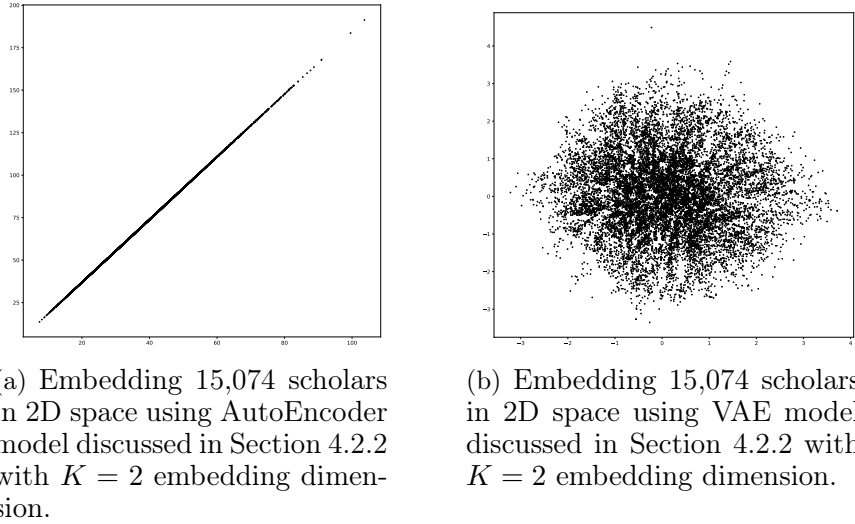 200
175
150
125
100
75
50
25
20 40 60 80 100
4
3
2
1
0
−1
−2
−3
−3 −2 −1 0 1 2 3 4
a) Embedding 15,074 scholars
in 2D space using AutoEncoder
model discussed in Section 4.2.2
with K = 2 embedding dimen-
sion.
(b) Embedding 15,074 scholars
in 2D space using VAE model
discussed in Section 4.2.2 with
K = 2 embedding dimension.